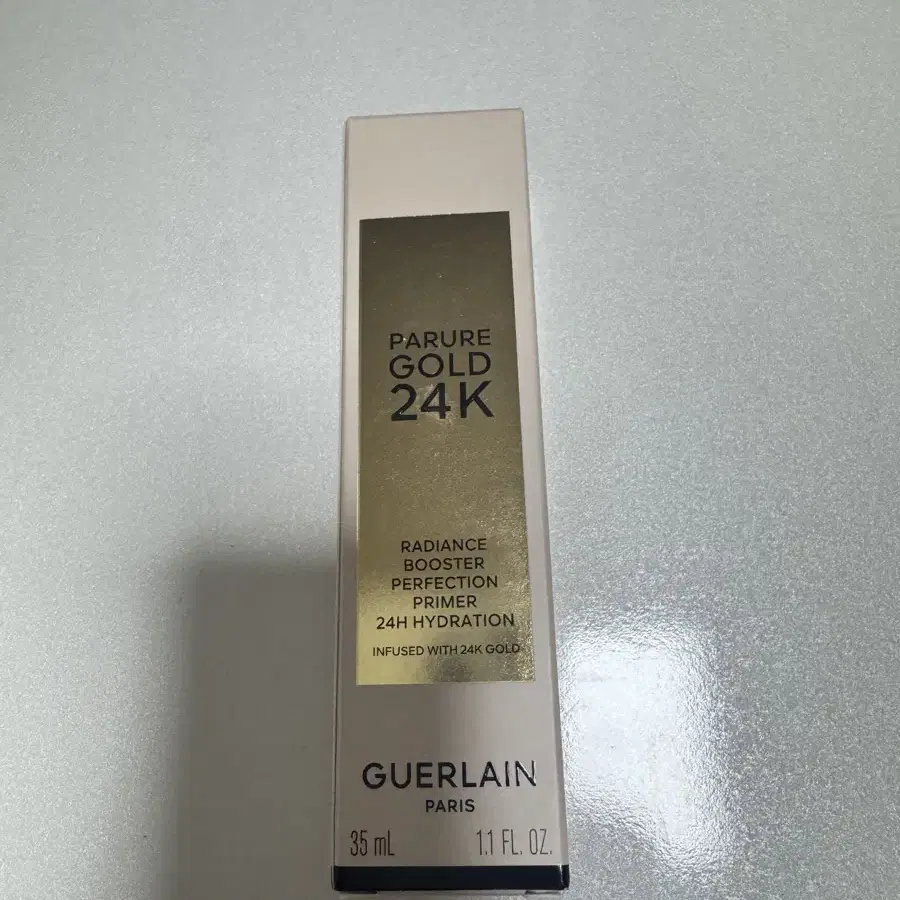 PARURE
GOLD
24K
RADIANCE
BOOSTER
PERFECTION
PRIMER
24H HYDRATION
INFUSED WITH 24K GOLD
GUERLAIN
PARIS
35 mL 1.1 FL. OZ.